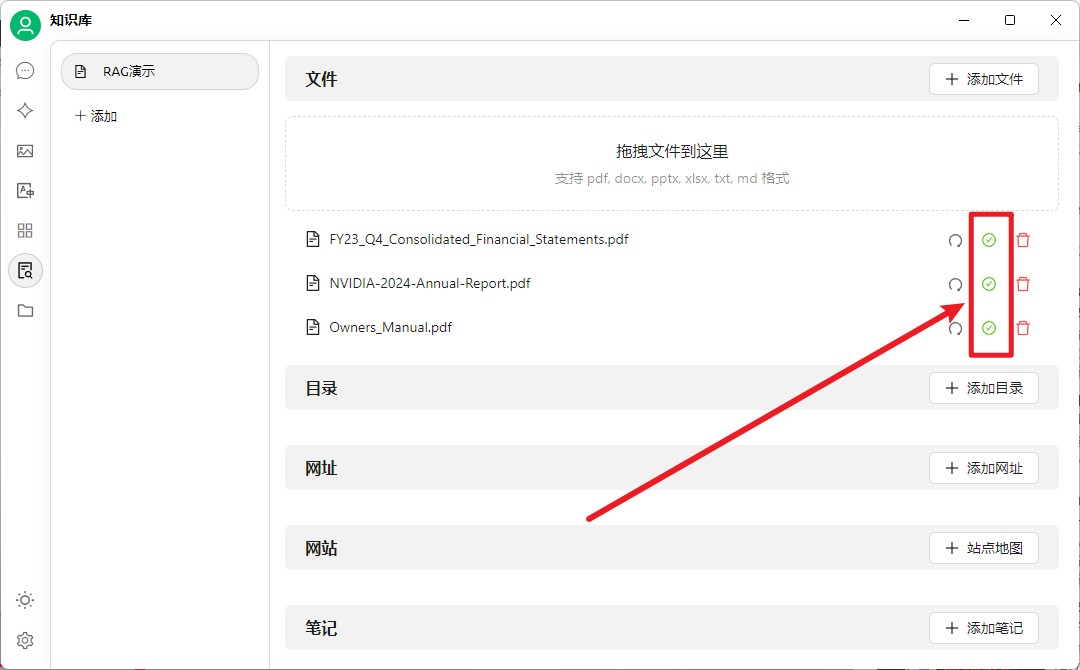 知识库
RAG演示
添加
文件
添加文件
拖拽文件到这里
支持 pdf, docx, pptx, xlsx, txt, md 格式
FY23_Q4_Consolidated_Financial_Statements.pdf
NVIDIA-2024-Annual-Report.pdf
Owners_Manual.pdf
目录
添加目录
网址
添加网址
网站
站点地图
笔记
添加笔记